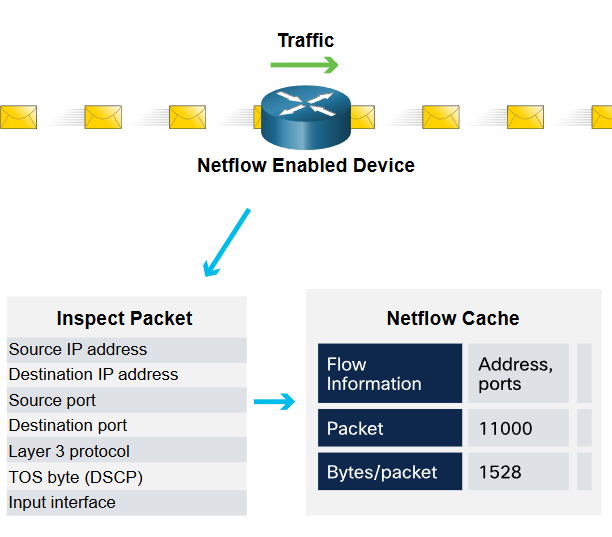 Traffic
Netflow Enabled Device
Inspect Packet
Source IP address
Destination IP address
Source port
Destination port
Layer 3 protocol
TOS byte (DSCP)
Input interface
Netflow Cache
Flow
Information
Address,
ports
Packet
11000
Bytes/packet
1528